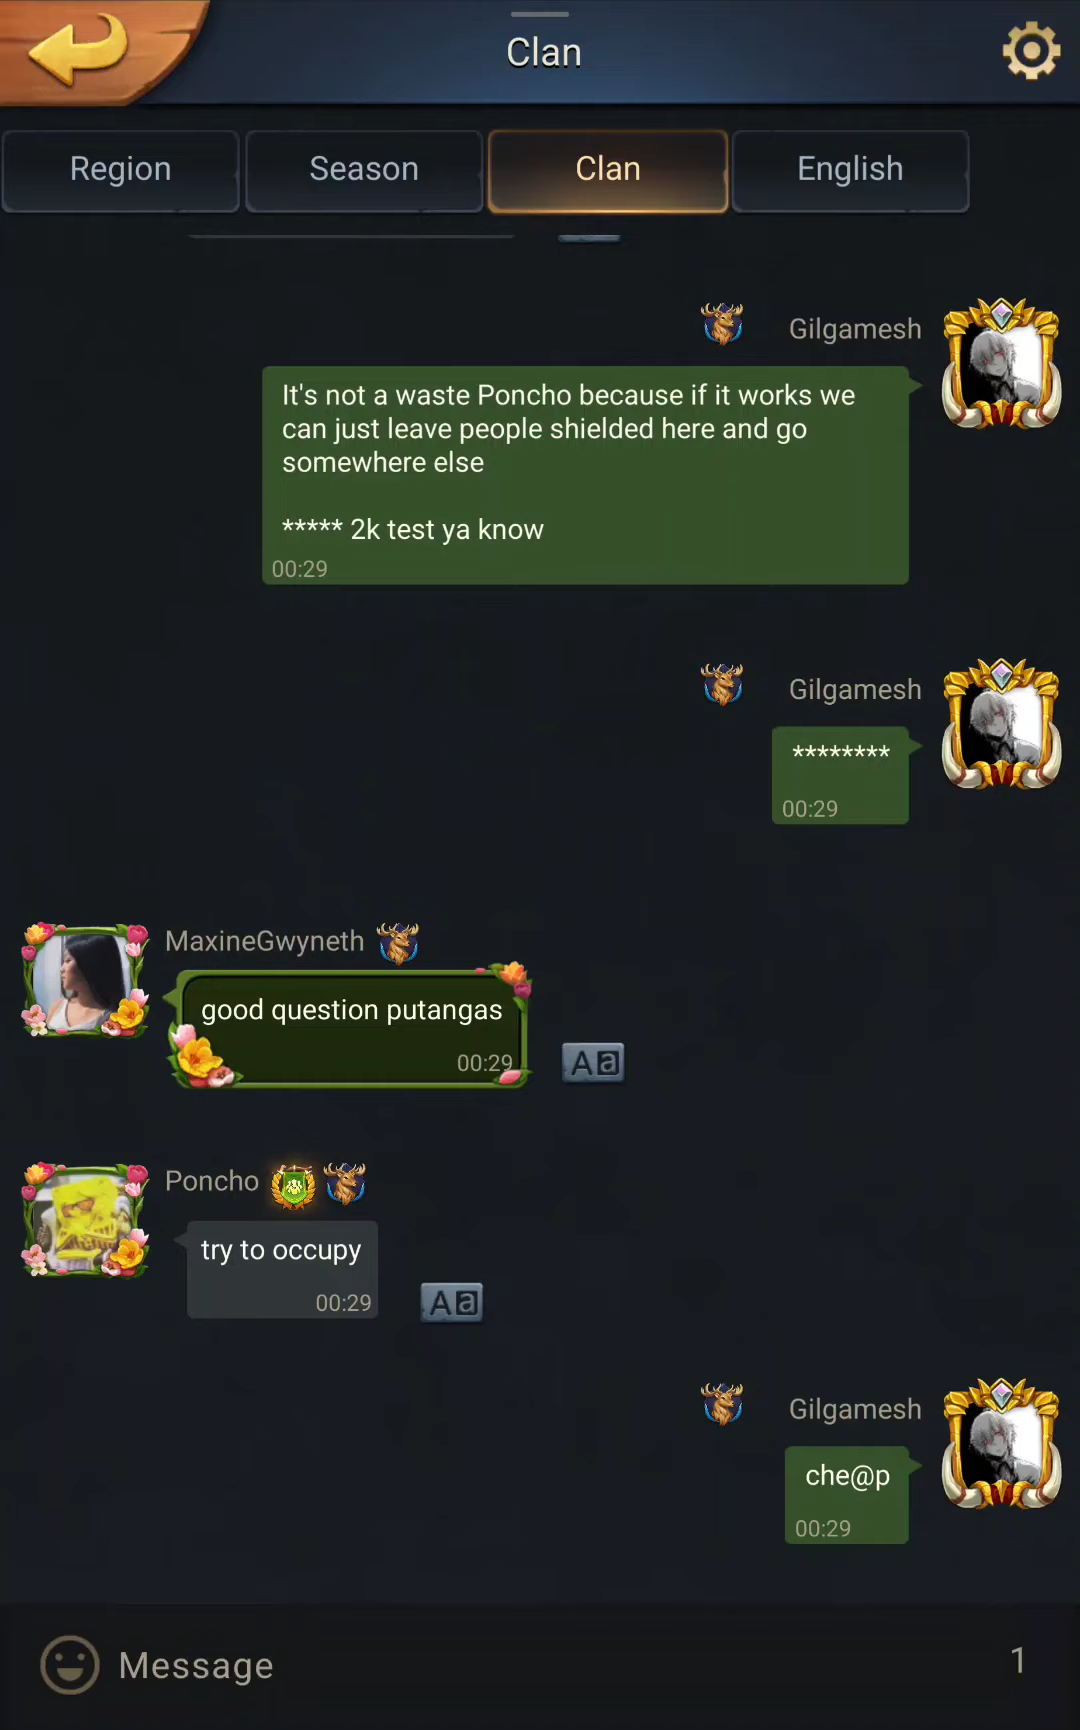 Clan
Region
Season
Clan
English
Gilgamesh
It's not a waste Poncho because if it works we
can just leave people shielded here and go
somewhere else
***** 2k test ya know
00:29
Gilgamesh
********
00:29
MaxineGwyneth
good question putangas
00:29
Aa
Poncho
try to occupy
00:29
Aa
Gilgamesh
che@p
00:29
Message
1